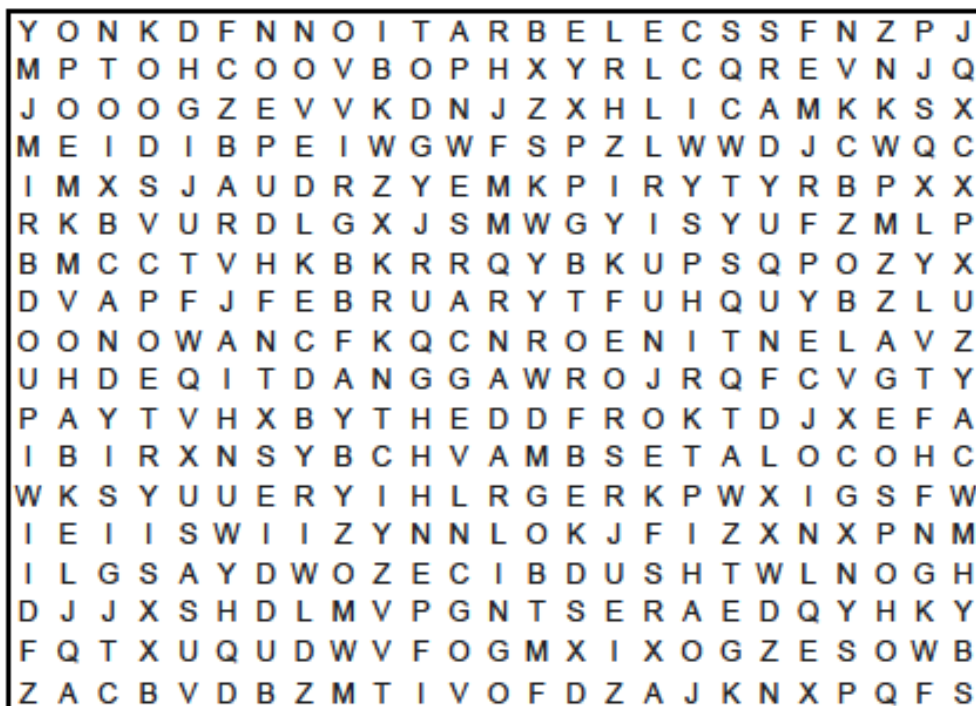 Y O N K D F N N O I T A R B E L E C S S F N Z P J
M P T O H C O O V B O P H X Y R L C Q R E V N J Q
J O O O G Z E V V K D N J Z X H L I C A M K K S X
M E I D I B P E I W G W F S P Z L W W D J C W Q C
I M X S J A U D R Z Y E M K P I R Y T Y R B P X X
R K B V U R D L G X J S M W G Y I S Y U F Z M L P
B M C C T V H K B K R R Q Y B K U P S Q P O Z Y X
D V A P F J F E B R U A R Y T F U H Q U Y B Z L U
O O N O W A N C F K Q C N R O E N I T N E L A V Z
U H D E Q I T D A N G G A W R O J R Q F C V G T Y
P A Y T V H X B Y T H E D D F R O K T D J X E F A
I B I R X N S Y B C H V A M B S E T A L O C O H C
W K S Y U U E R Y I H L R G E R K P W X I G S F W
I E I I S W I I Z Y N N L O K J F I Z X N X P N M
I L G S A Y D W O Z E C I B D U S H T W L N O G H
D J J X S H D L M V P G N T S E R A E D Q Y H K Y
F Q T X U Q U D W V F O G M X I X O G Z E S O W B
Z A C B V D B Z M T I V O F D Z A J K N X P Q F S